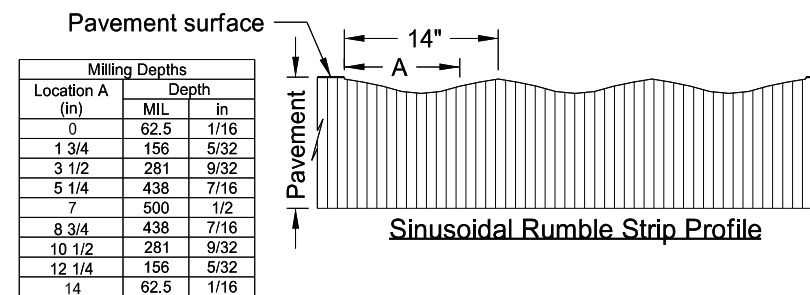 Pavement surface
14"
A
Pavement
Milling Depths
Location A (in) Depth
MIL in
0 62.5 1/16
1 3/4 156 5/32
3 1/2 281 9/32
5 1/4 438 7/16
7 500 1/2
8 3/4 438 7/16
10 1/2 281 9/32
12 1/4 156 5/32
14 62.5 1/16
Sinusoidal Rumble Strip Profile